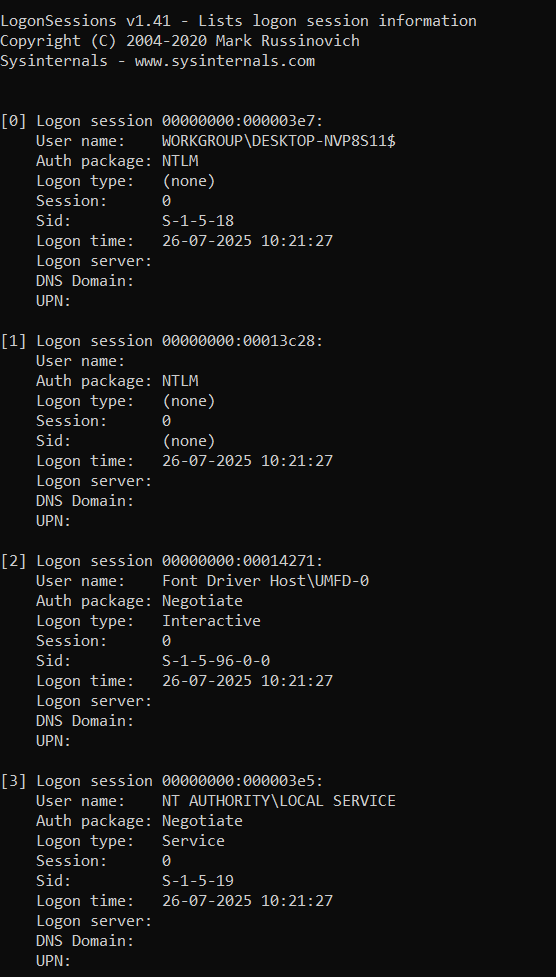 LogonSessions v1.41 - Lists logon session information
Copyright (C) 2004-2020 Mark Russinovich
Sysinternals - www.sysinternals.com

[0] Logon session 00000000:000003e7:
    User name:    WORKGROUP\DESKTOP-NVP8S11$
    Auth package: NTLM
    Logon type:   (none)
    Session:      0
    Sid:          S-1-5-18
    Logon time:   26-07-2025 10:21:27
    Logon server:
    DNS Domain:
    UPN:

[1] Logon session 00000000:00013c28:
    User name:
    Auth package: NTLM
    Logon type:   (none)
    Session:      0
    Sid:          (none)
    Logon time:   26-07-2025 10:21:27
    Logon server:
    DNS Domain:
    UPN:

[2] Logon session 00000000:00014271:
    User name:    Font Driver Host\UMFD-0
    Auth package: Negotiate
    Logon type:   Interactive
    Session:      0
    Sid:          S-1-5-96-0-0
    Logon time:   26-07-2025 10:21:27
    Logon server:
    DNS Domain:
    UPN:

[3] Logon session 00000000:000003e5:
    User name:    NT AUTHORITY\LOCAL SERVICE
    Auth package: Negotiate
    Logon type:   Service
    Session:      0
    Sid:          S-1-5-19
    Logon time:   26-07-2025 10:21:27
    Logon server:
    DNS Domain:
    UPN: